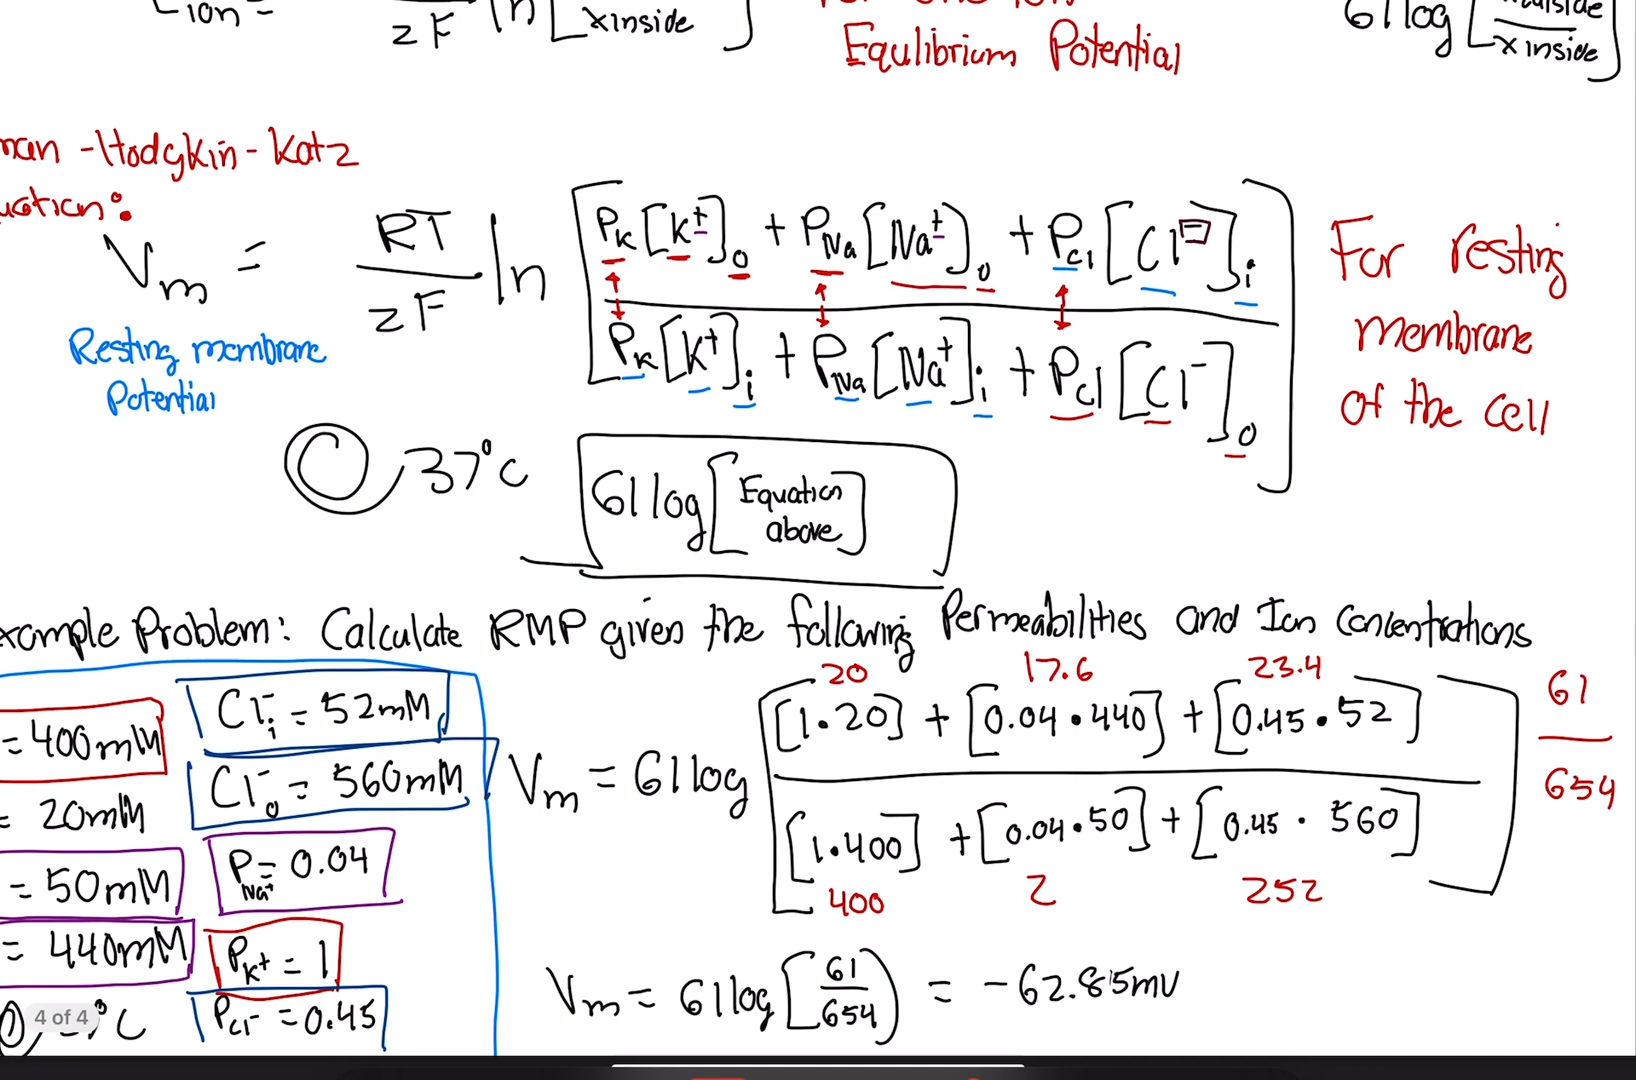 ion =
zF ln [ x inside ]
Equlibrium Potential
61 log [ x inside ]
-Hodgkin-Katz
Vm = RT/zF ln [ PK[K+]o + PNa[Na+]o + PCl[Cl-]i / PK[K+]i + PNa[Na+]i + PCl[Cl-]o ]
For resting
membrane
of the cell
Resting membrane
Potential
@ 37°C 61 log [ Equation
above ]
Example Problem: Calculate RMP given the following Permeabilities and Ion Concentrations
= 400mM
= 20mM
= 50mM
= 440mM
Cl-i = 52mM
Cl-o = 560mM
PNa+ = 0.04
PK+ = 1
PCl- = 0.45
4 of 4
°C
20 17.6 23.4
Vm = 61 log [ [1·20] + [0.04·440] + [0.45·52] / [1·400] + [0.04·50] + [0.45·560] ]
400 2 252
61
654
Vm = 61 log [ 61/654 ] = -62.85mV